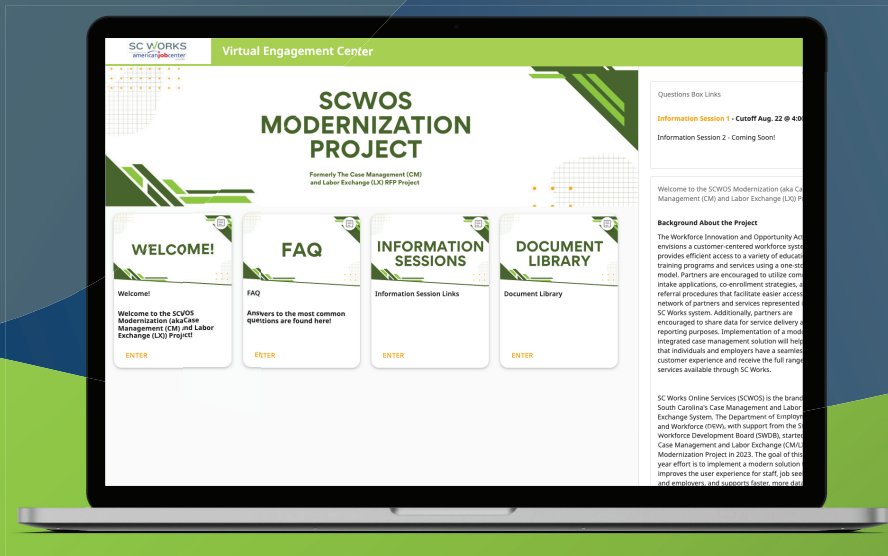 SC WORKS
americanjobcenter
Virtual Engagement Center
SCWOS
MODERNIZATION
PROJECT
Formerly The Case Management (CM)
and Labor Exchange (LX) RFP Project
WELCOME!
Welcome!
Welcome to the SCWOS
Modernization (akaCase
Management (CM) and Labor
Exchange (LX)) Project!
ENTER
FAQ
FAQ
Answers to the most common
questions are found here!
ENTER
INFORMATION
SESSIONS
Information Session Links
ENTER
DOCUMENT
LIBRARY
Document Library
ENTER
Questions Box Links
Information Session 1 - Cutoff Aug. 22 @ 4:00
Information Session 2 - Coming Soon!
Welcome to the SCWOS Modernization (aka Ca
Management (CM) and Labor Exchange (LX)) P
Background About the Project
The Workforce Innovation and Opportunity Act
envisions a customer-centered workforce syste
provides efficient access to a variety of educati
training programs and services using a one-sto
model. Partners are encouraged to utilize com
intake applications, co-enrollment strategies, a
referral procedures that facilitate easier access
network of partners and services represented i
SC Works system. Additionally, partners are
encouraged to share data for service delivery a
reporting purposes. Implementation of a mode
integrated case management solution will help
that individuals and employers have a seamles
customer experience and receive the full range
services available through SC Works.
SC Works Online Services (SCWOS) is the brand
South Carolina's Case Management and Labor
Exchange System. The Department of Employm
and Workforce (DEW), with support from the S
Workforce Development Board (SWDB), started
Case Management and Labor Exchange (CM/L
Modernization Project in 2023. The goal of this
year effort is to implement a modern solution
improves the user experience for staff, job see
and employers, and supports faster, more data